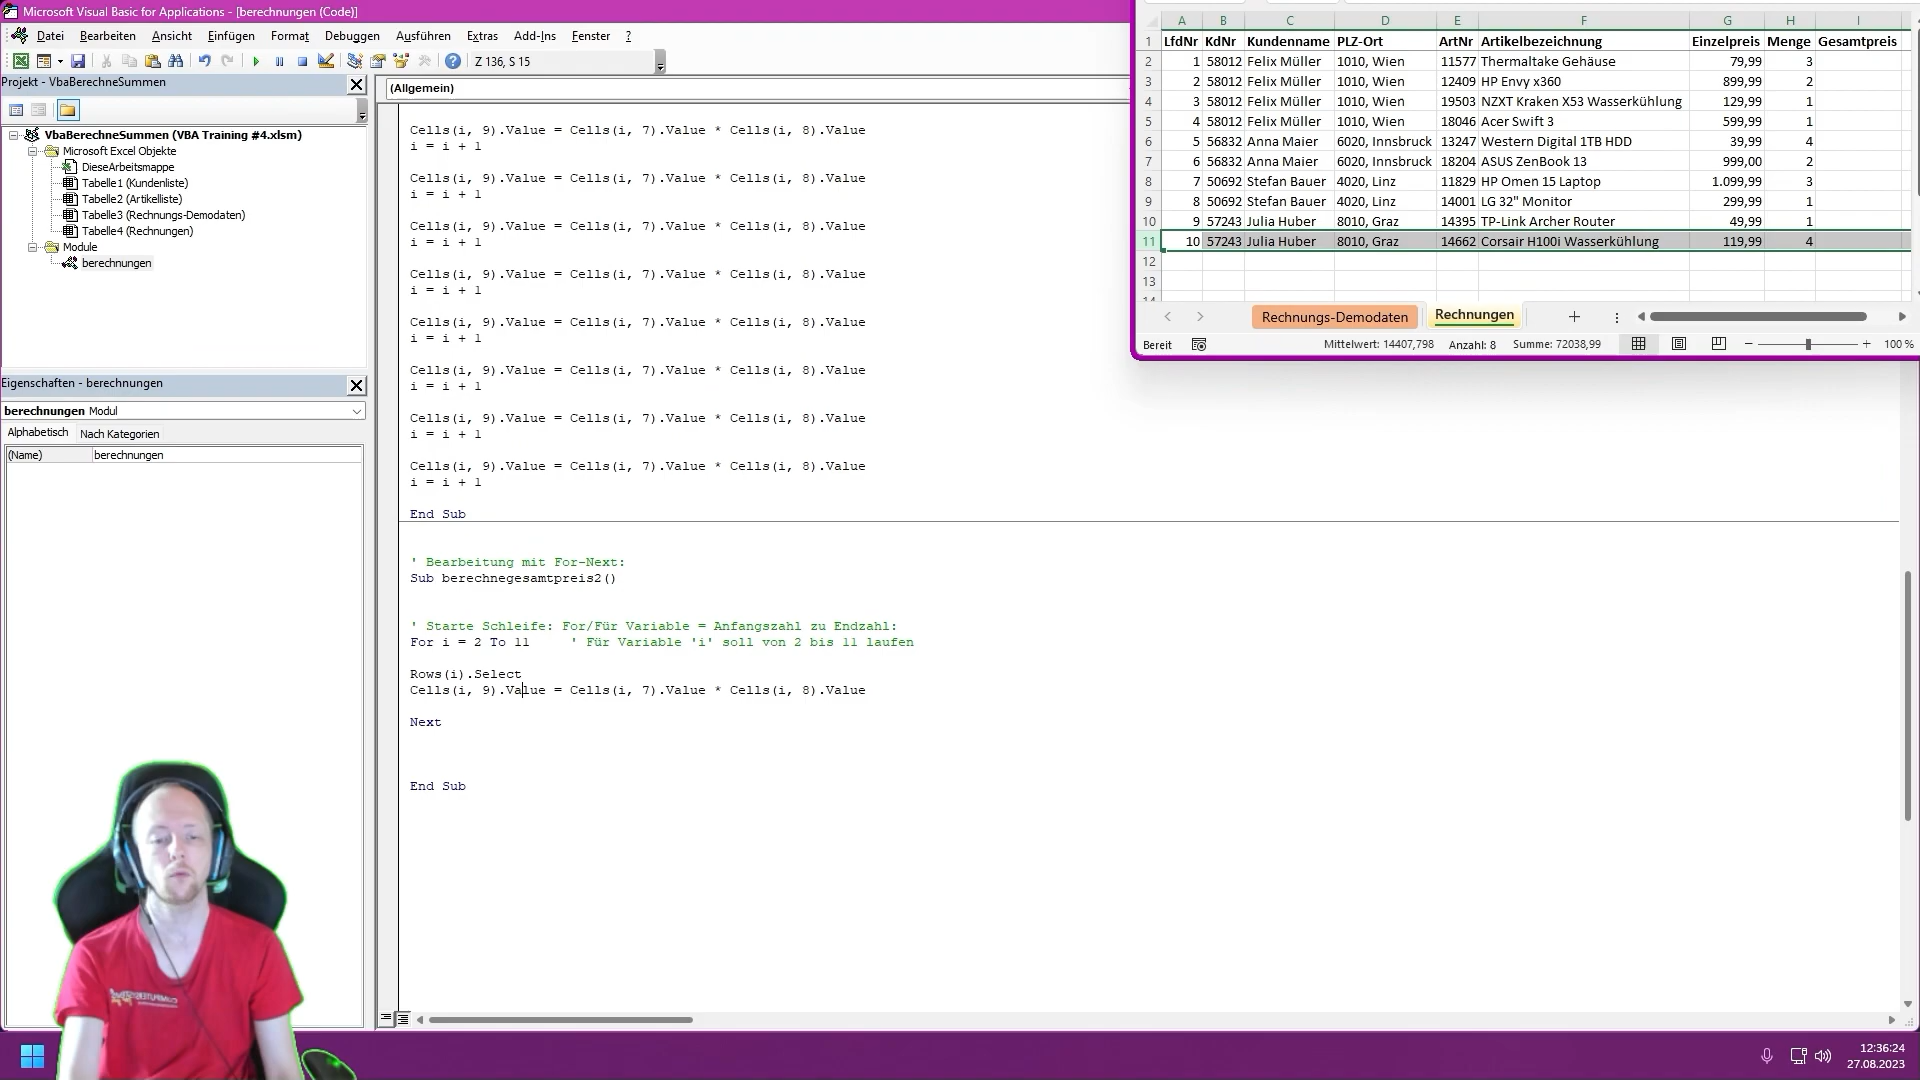 Microsoft Visual Basic for Applications - [berechnungen (Code)]
Datei Bearbeiten Ansicht Einfügen Format Debuggen Extras Ausführen Add-Ins Fenster ?
Z 136, S 15
Projekt - VbaBerechneSummen
VbaBerechneSummen (VBA Training #4.xlsm)
Microsoft Excel Objekte
DieseArbeitsmappe
Tabelle1 (Kundenliste)
Tabelle2 (Artikelliste)
Tabelle3 (Rechnungs-Demodaten)
Tabelle4 (Rechnungen)
Module
berechnungen
Eigenschaften - berechnungen
berechnungen Modul
Alphabetisch Nach Kategorien
(Name) berechnungen
(Allgemein)
Cells(i, 9).Value = Cells(i, 7).Value * Cells(i, 8).Value
i = i + 1
Cells(i, 9).Value = Cells(i, 7).Value * Cells(i, 8).Value
i = i + 1
Cells(i, 9).Value = Cells(i, 7).Value * Cells(i, 8).Value
i = i + 1
Cells(i, 9).Value = Cells(i, 7).Value * Cells(i, 8).Value
i = i + 1
Cells(i, 9).Value = Cells(i, 7).Value * Cells(i, 8).Value
i = i + 1
Cells(i, 9).Value = Cells(i, 7).Value * Cells(i, 8).Value
i = i + 1
Cells(i, 9).Value = Cells(i, 7).Value * Cells(i, 8).Value
i = i + 1
Cells(i, 9).Value = Cells(i, 7).Value * Cells(i, 8).Value
i = i + 1
End Sub
' Bearbeitung mit For-Next:
Sub berechnegesamtpreis2()
' Starte Schleife: For/Für Variable = Anfangszahl zu Endzahl:
For i = 2 To 11 ' Für Variable 'i' soll von 2 bis 11 laufen
Rows(i).Select
Cells(i, 9).Value = Cells(i, 7).Value * Cells(i, 8).Value
Next
End Sub
A B C D E F G H I
1 LfdNr KdNr Kundenname PLZ-Ort ArtNr Artikelbezeichnung Einzelpreis Menge Gesamtpreis
2 1 58012 Felix Müller 1010, Wien 11577 Thermaltake Gehäuse 79,99 3
3 2 58012 Felix Müller 1010, Wien 12409 HP Envy x360 899,99 2
4 3 58012 Felix Müller 1010, Wien 19503 NZXT Kraken X53 Wasserkühlung 129,99 1
5 4 58012 Felix Müller 1010, Wien 18046 Acer Swift 3 599,99 1
6 5 56832 Anna Maier 6020, Innsbruck 13247 Western Digital 1TB HDD 39,99 4
7 6 56832 Anna Maier 6020, Innsbruck 18204 ASUS ZenBook 13 999,00 2
8 7 50692 Stefan Bauer 4020, Linz 11829 HP Omen 15 Laptop 1.099,99 3
9 8 50692 Stefan Bauer 4020, Linz 14001 LG 32" Monitor 299,99 1
10 9 57243 Julia Huber 8010, Graz 14395 TP-Link Archer Router 49,99 1
11 10 57243 Julia Huber 8010, Graz 14662 Corsair H100i Wasserkühlung 119,99 4
12
13
14
Rechnungs-Demodaten Rechnungen
Bereit Mittelwert: 14407,798 Anzahl: 8 Summe: 72038,99 100 %
12:36:24
27.08.2023